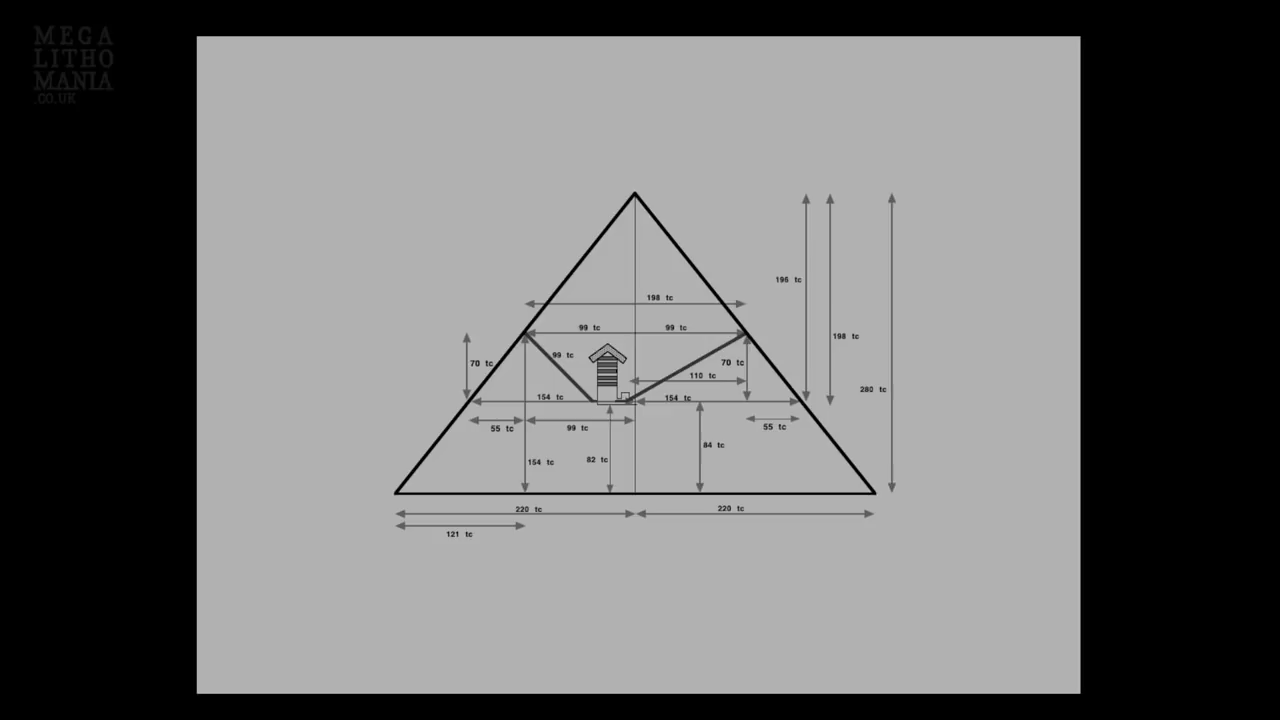 MEGA
LITHO
MANIA
.CO.UK
196 tc
198 tc
99 tc 99 tc
198 tc
99 tc
70 tc
70 tc
110 tc
280 tc
154 tc
154 tc
55 tc
99 tc
55 tc
84 tc
82 tc
154 tc
220 tc
220 tc
121 tc